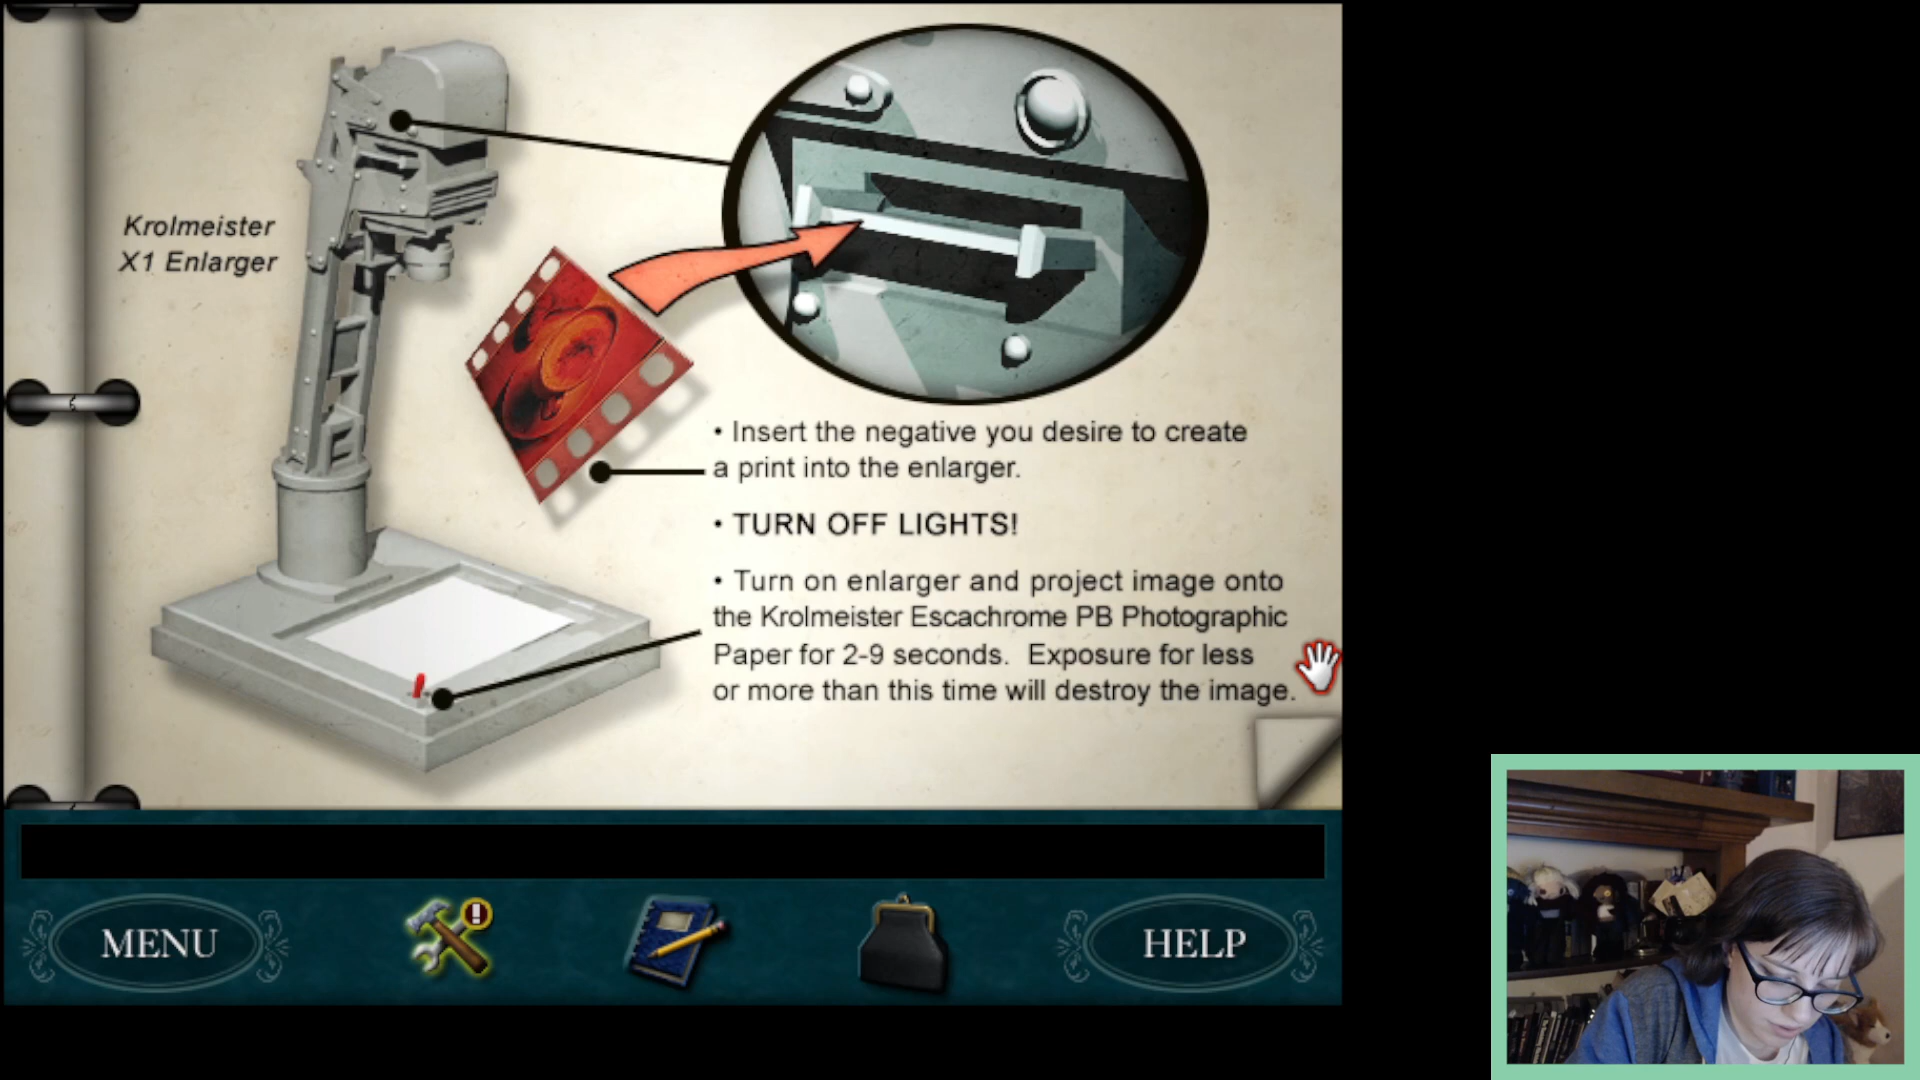 Krolmeister
X1 Enlarger
• Insert the negative you desire to create
a print into the enlarger.
• TURN OFF LIGHTS!
• Turn on enlarger and project image onto
the Krolmeister Escachrome PB Photographic
Paper for 2-9 seconds. Exposure for less
or more than this time will destroy the image.
MENU
HELP